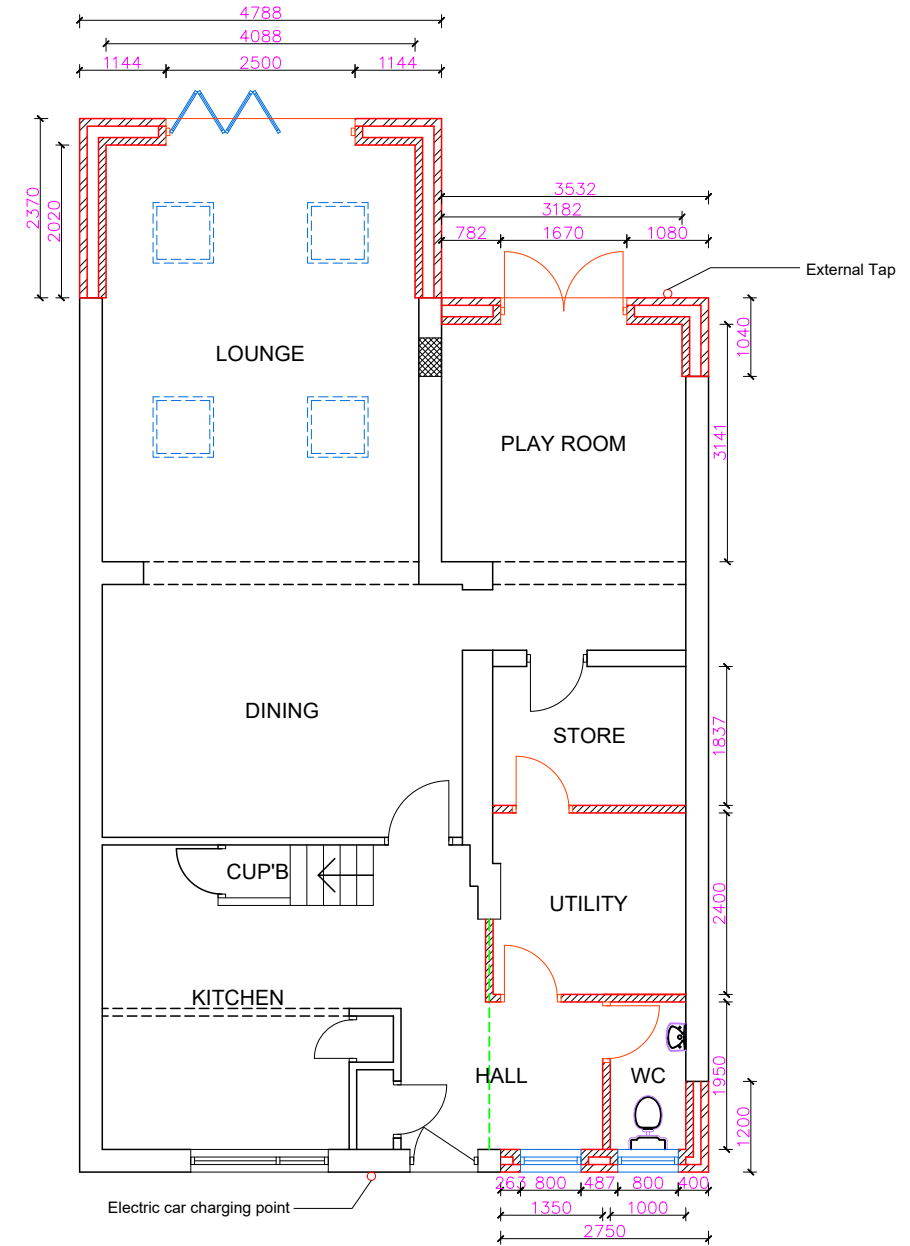 4788
4088
1144 2500 1144
2370
2020
3532
3182
782 1670 1080
External Tap
1040
LOUNGE
3141
PLAY ROOM
DINING
STORE
1837
CUP'B
UTILITY
2400
KITCHEN
HALL
WC
1950
1200
263 800 487 800 400
Electric car charging point
1350 1000
2750